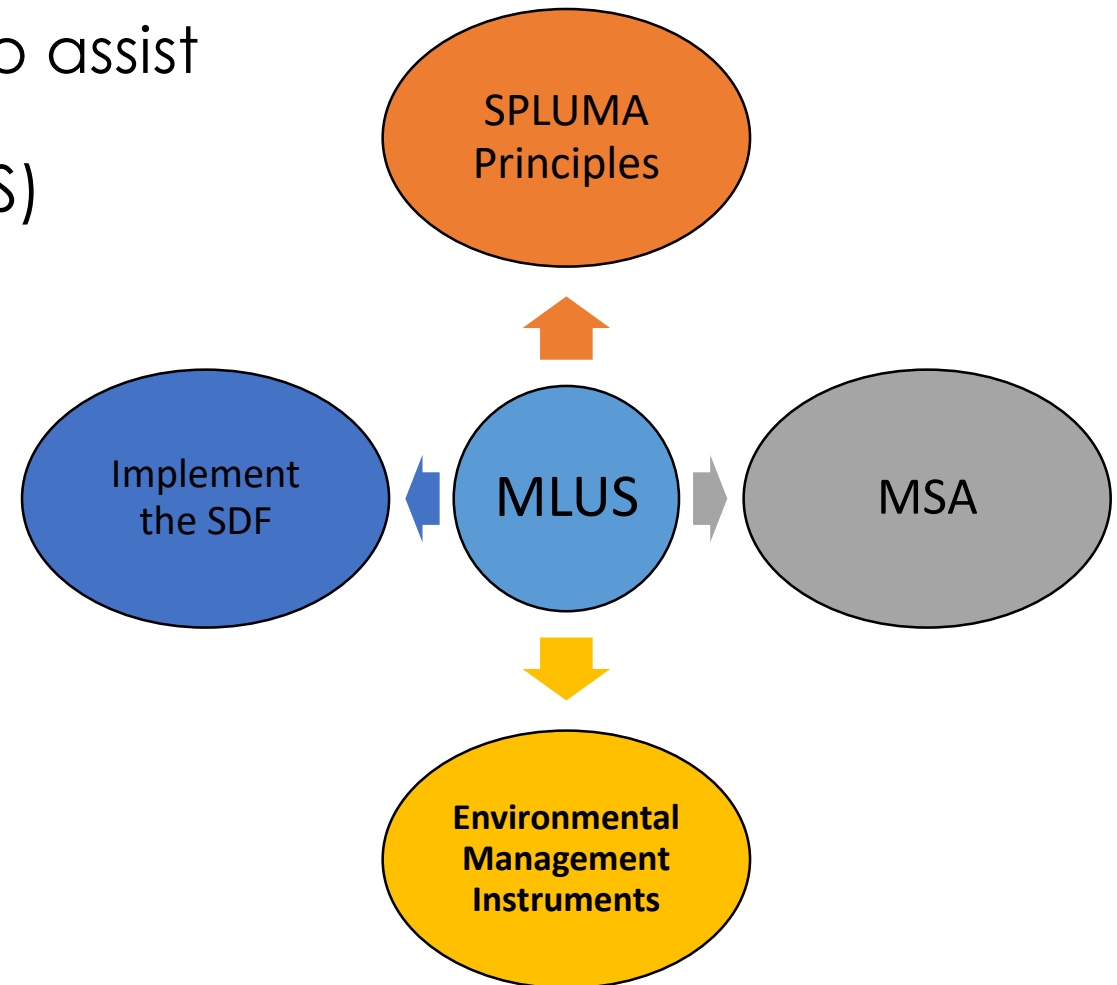 assist
SPLUMA
Principles
Implement
the SDF
MLUS
MSA
Environmental
Management
Instruments